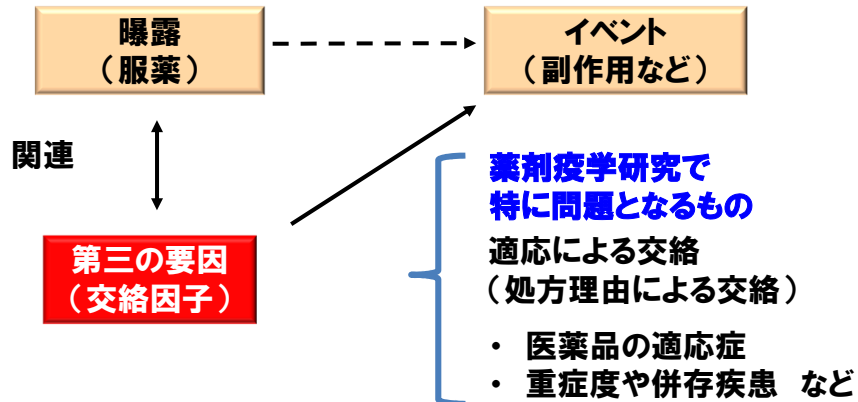 曝露
（服薬）
イベント
（副作用など）
関連
第三の要因
（交絡因子）
薬剤疫学研究で
特に問題となるもの
適応による交絡
（処方理由による交絡）
・ 医薬品の適応症
・ 重症度や併存疾患 など